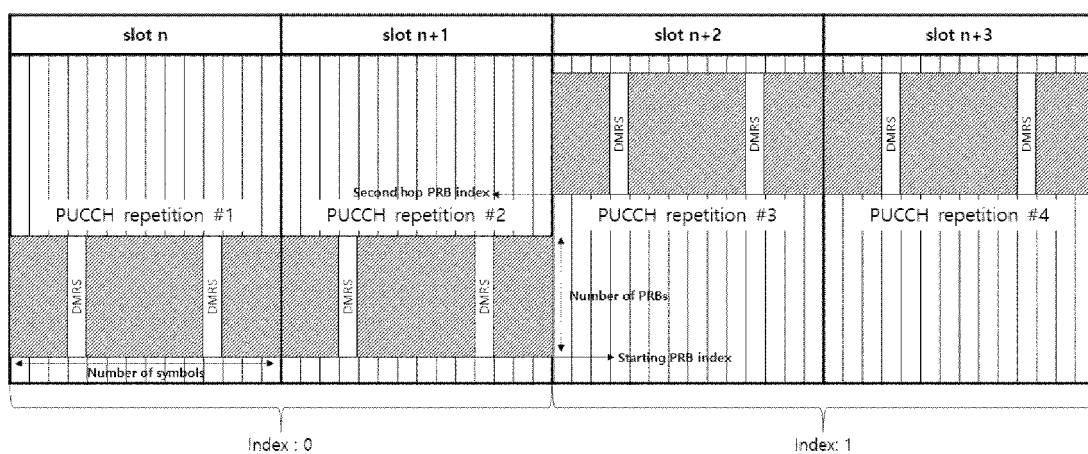 slot n
slot n+1
slot n+2
slot n+3
DMRS
DMRS
DMRS
DMRS
Second hop PRB index
PUCCH repetition #1
PUCCH repetition #2
PUCCH repetition #3
PUCCH repetition #4
DMRS
DMRS
DMRS
DMRS
Number of PRBs
Starting PRB index
Number of symbols
Index : 0
Index: 1